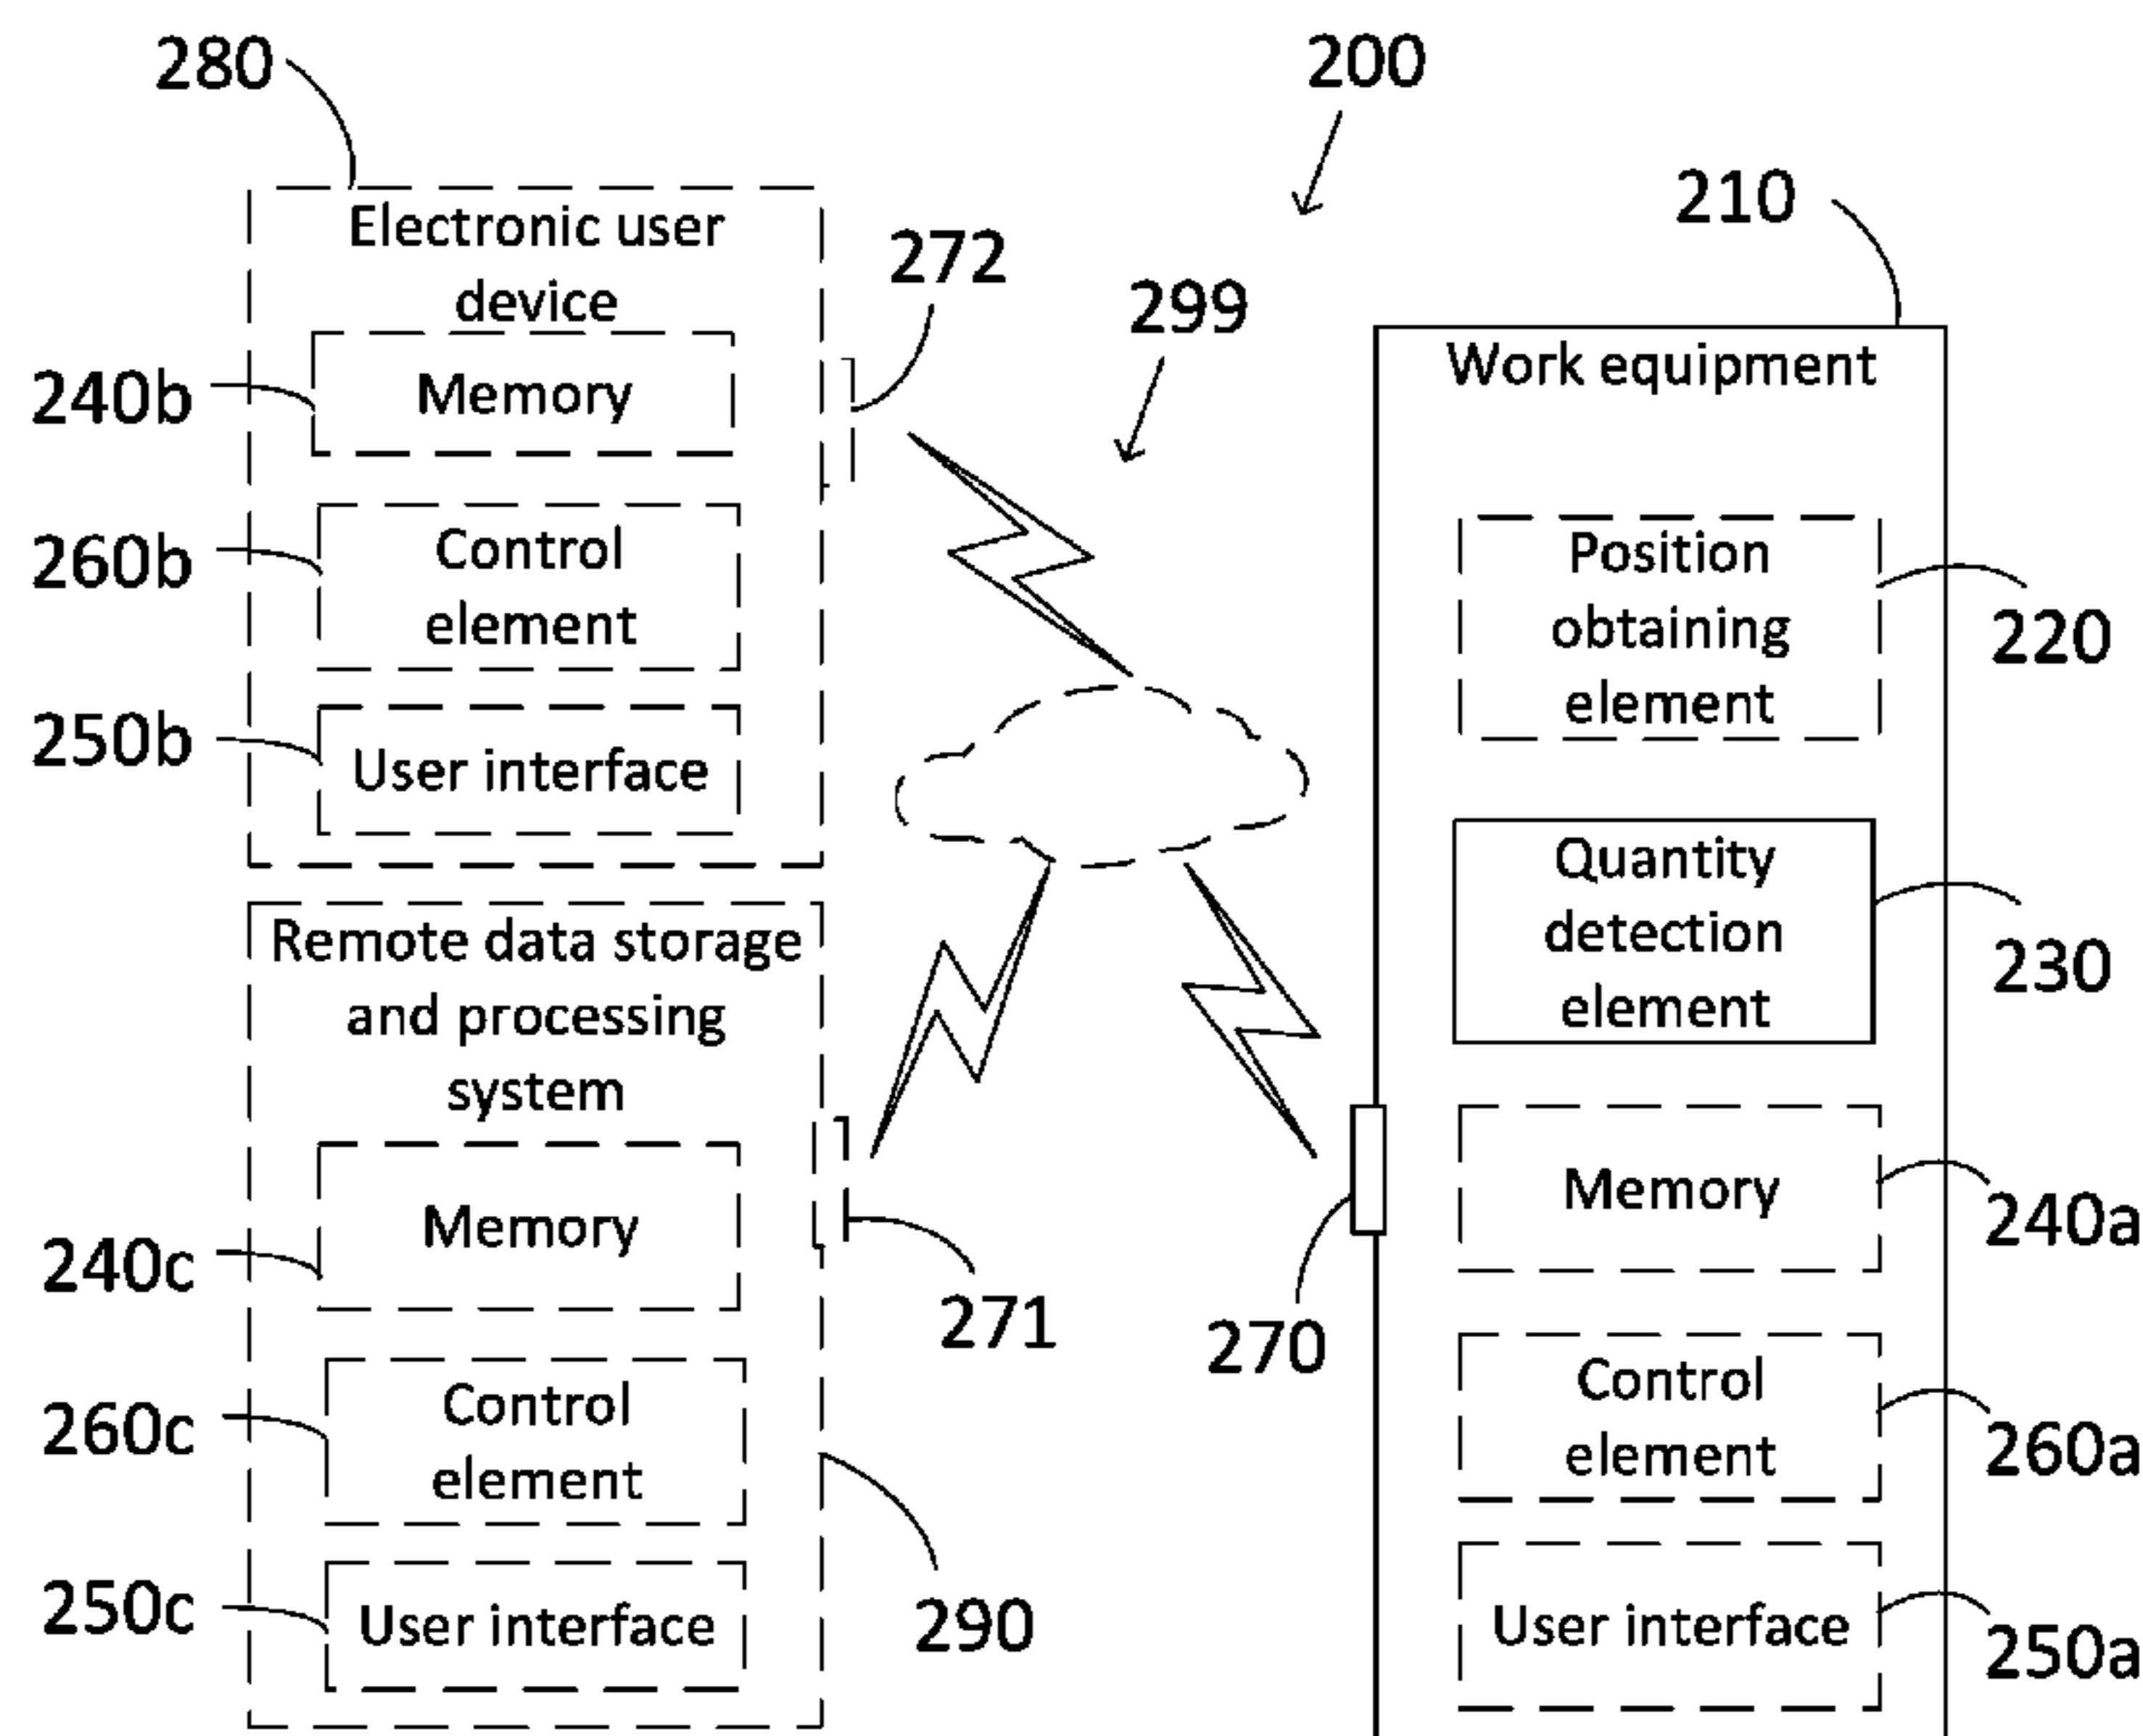 280
200
210
Electronic user
device
272
299
Work equipment
240b
Memory
260b
Control
element
Position
obtaining
element
220
250b
User interface
Quantity
detection
element
230
Remote data storage
and processing
system
240c
Memory
271
270
Memory
240a
260c
Control
element
Control
element
260a
250c
User interface
290
User interface
250a